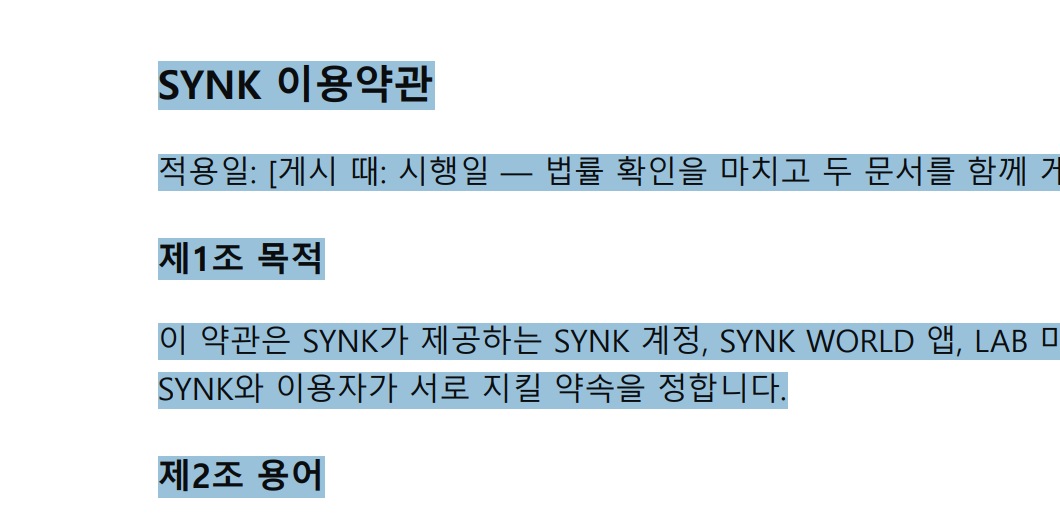 SYNK 이용약관
적용일: [게시 때: 시행일 — 법률 확인을 마치고 두 문서를 함께
제1조 목적
이 약관은 SYNK가 제공하는 SYNK 계정, SYNK WORLD 앱, LAB
SYNK와 이용자가 서로 지킬 약속을 정합니다.
제2조 용어